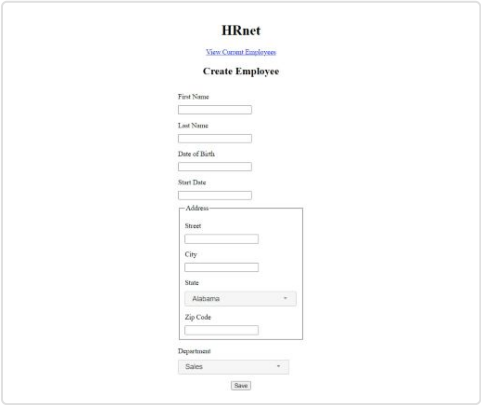 HRnet
View Current Employees
Create Employee
First Name
Last Name
Date of Birth
Start Date
Address
Street
City
State
Alabama
Zip Code
Department
Sales
Save